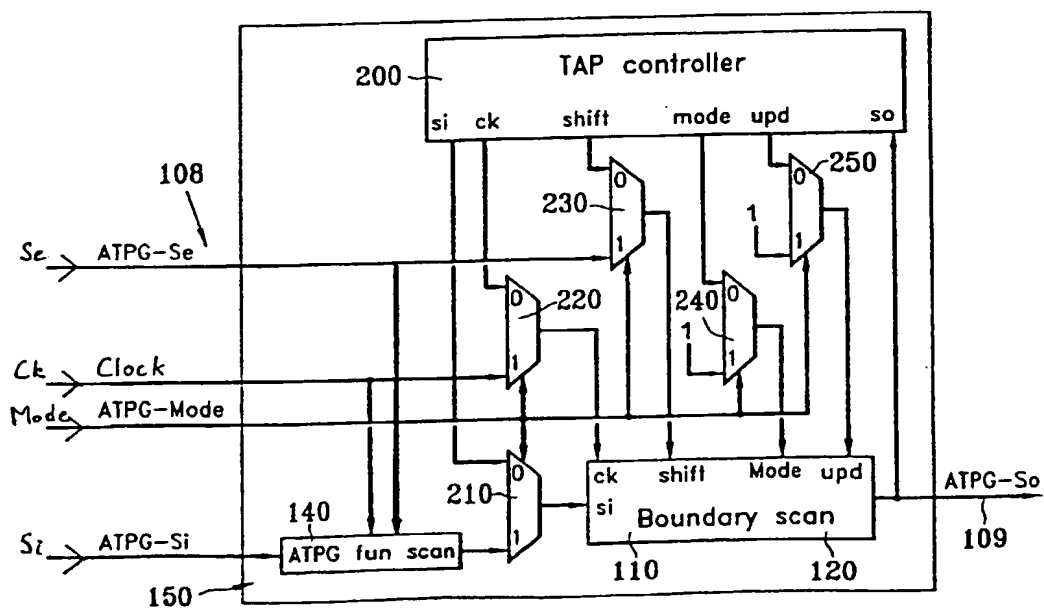 200
TAP controller
si ck shift mode upd so
108
0
230
1
0
250
1
1
Se ATPG-Se
0
220
1
0
240
1
1
Ck Clock
Mode ATPG-Mode
0
210
1
ck shift Mode upd
si
Boundary scan
ATPG-So
109
140
Si ATPG-Si
ATPG fun scan
110
120
150